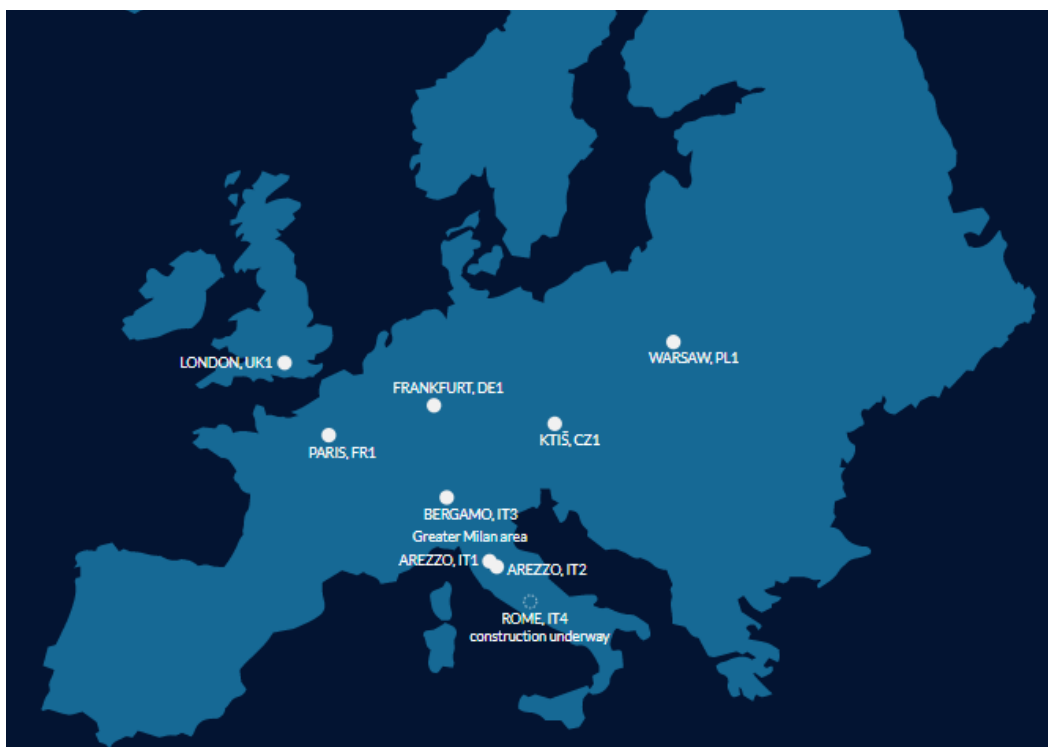 WARSAW, PL1
LONDON, UK1
FRANKFURT, DE1
KTIŠ, CZ1
PARIS, FR1
BERGAMO, IT3
Greater Milan area
AREZZO, IT1
AREZZO, IT2
ROME, IT4
construction underway